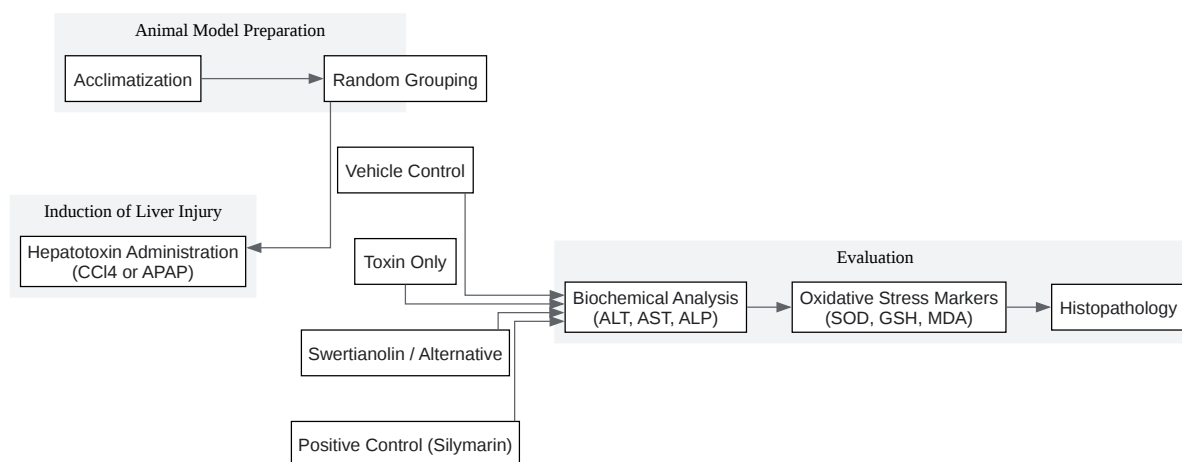 Animal Model Preparation
Acclimatization
Random Grouping
Vehicle Control
Induction of Liver Injury
Hepatotoxin Administration
(CCl4 or APAP)
Toxin Only
Evaluation
Biochemical Analysis
(ALT, AST, ALP)
Oxidative Stress Markers
(SOD, GSH, MDA)
Histopathology
Swertianolin / Alternative
Positive Control (Silymarin)